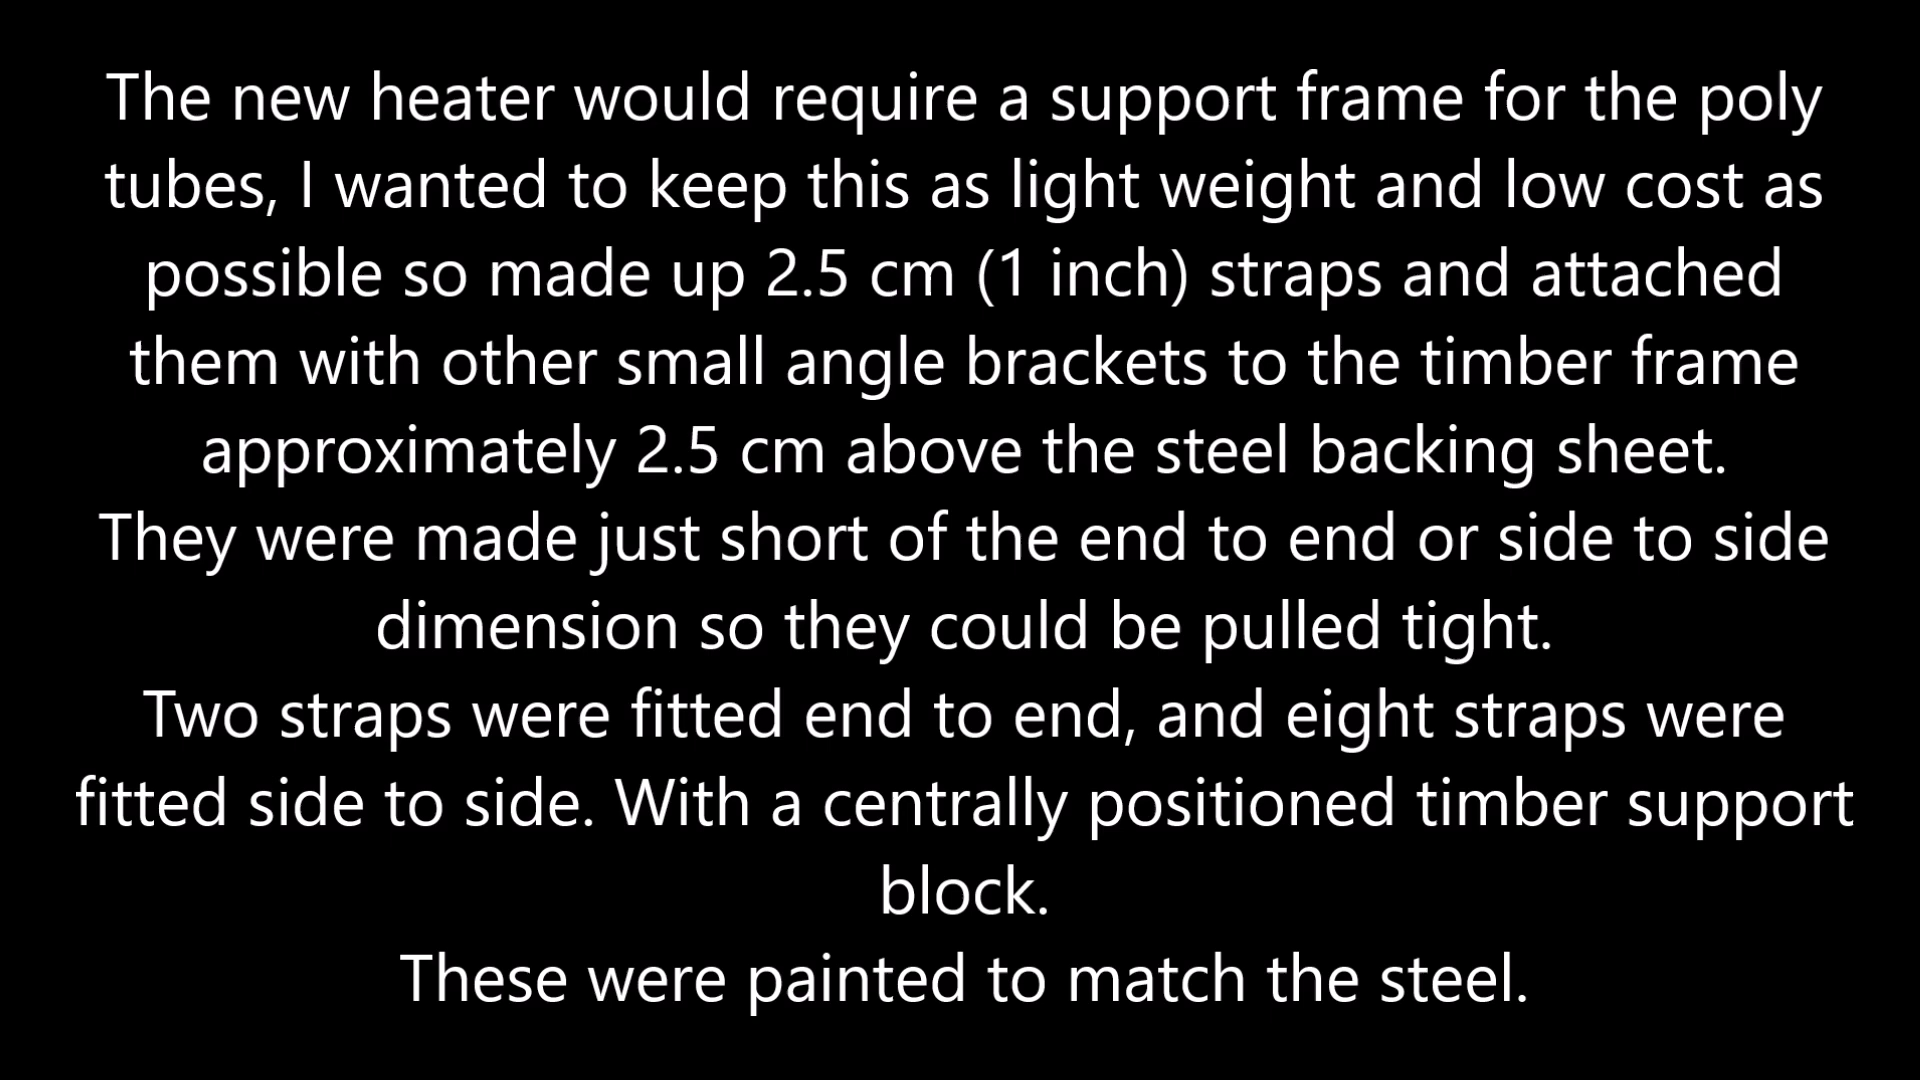 The new heater would require a support frame for the poly
tubes, I wanted to keep this as light weight and low cost as
possible so made up 2.5 cm (1 inch) straps and attached
them with other small angle brackets to the timber frame
approximately 2.5 cm above the steel backing sheet.
They were made just short of the end to end or side to side
dimension so they could be pulled tight.
Two straps were fitted end to end, and eight straps were
fitted side to side. With a centrally positioned timber support
block.
These were painted to match the steel.